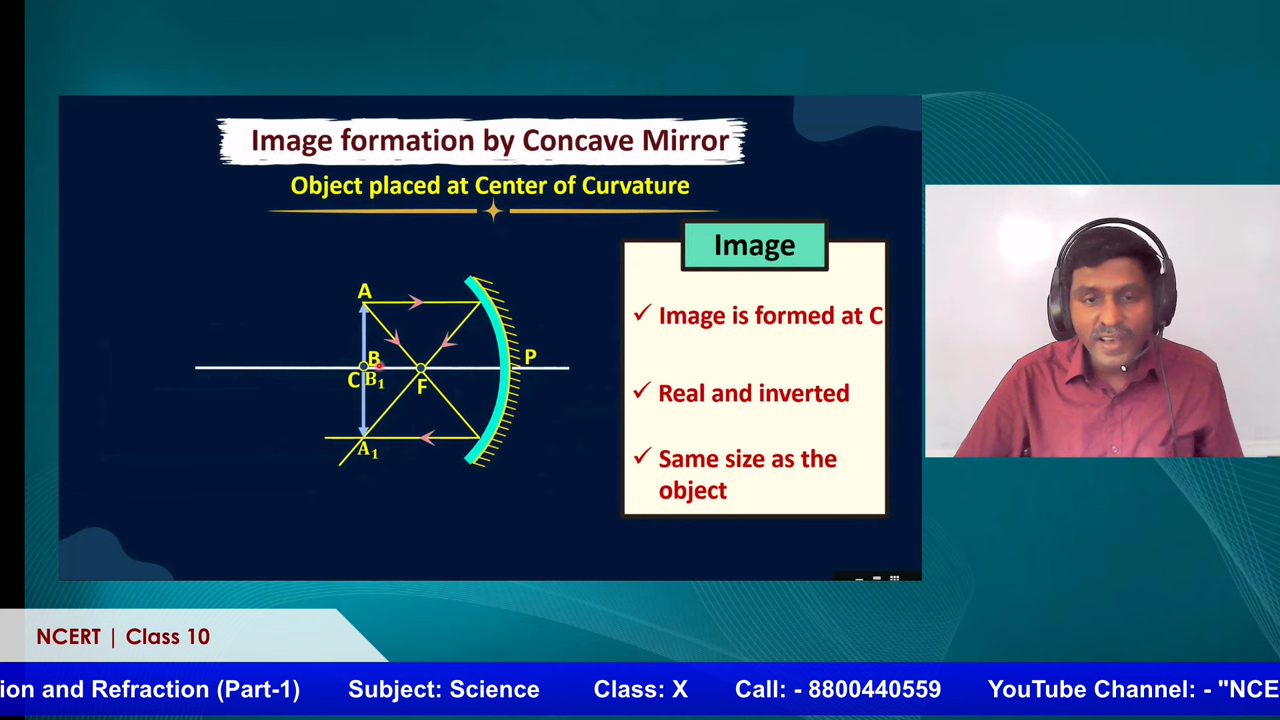 Image formation by Concave Mirror
Object placed at Center of Curvature
Image
✓ Image is formed at C
✓ Real and inverted
✓ Same size as the
object
A
B
P
C
B₁
F
A₁
NCERT | Class 10
ion and Refraction (Part-1) Subject: Science Class: X Call: - 8800440559 YouTube Channel: - "NCE